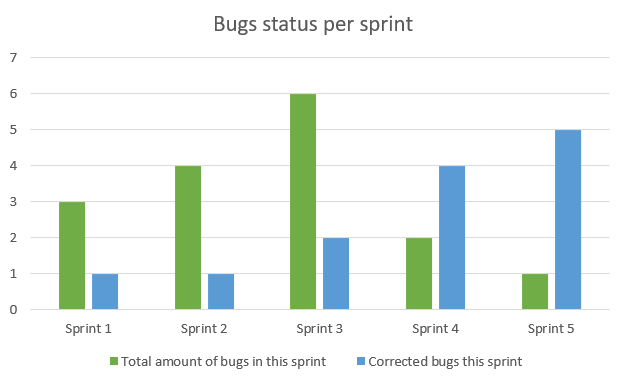 Bugs status per sprint
7
6
5
4
3
2
1
0
Sprint 1 Sprint 2 Sprint 3 Sprint 4 Sprint 5
Total amount of bugs in this sprint Corrected bugs this sprint